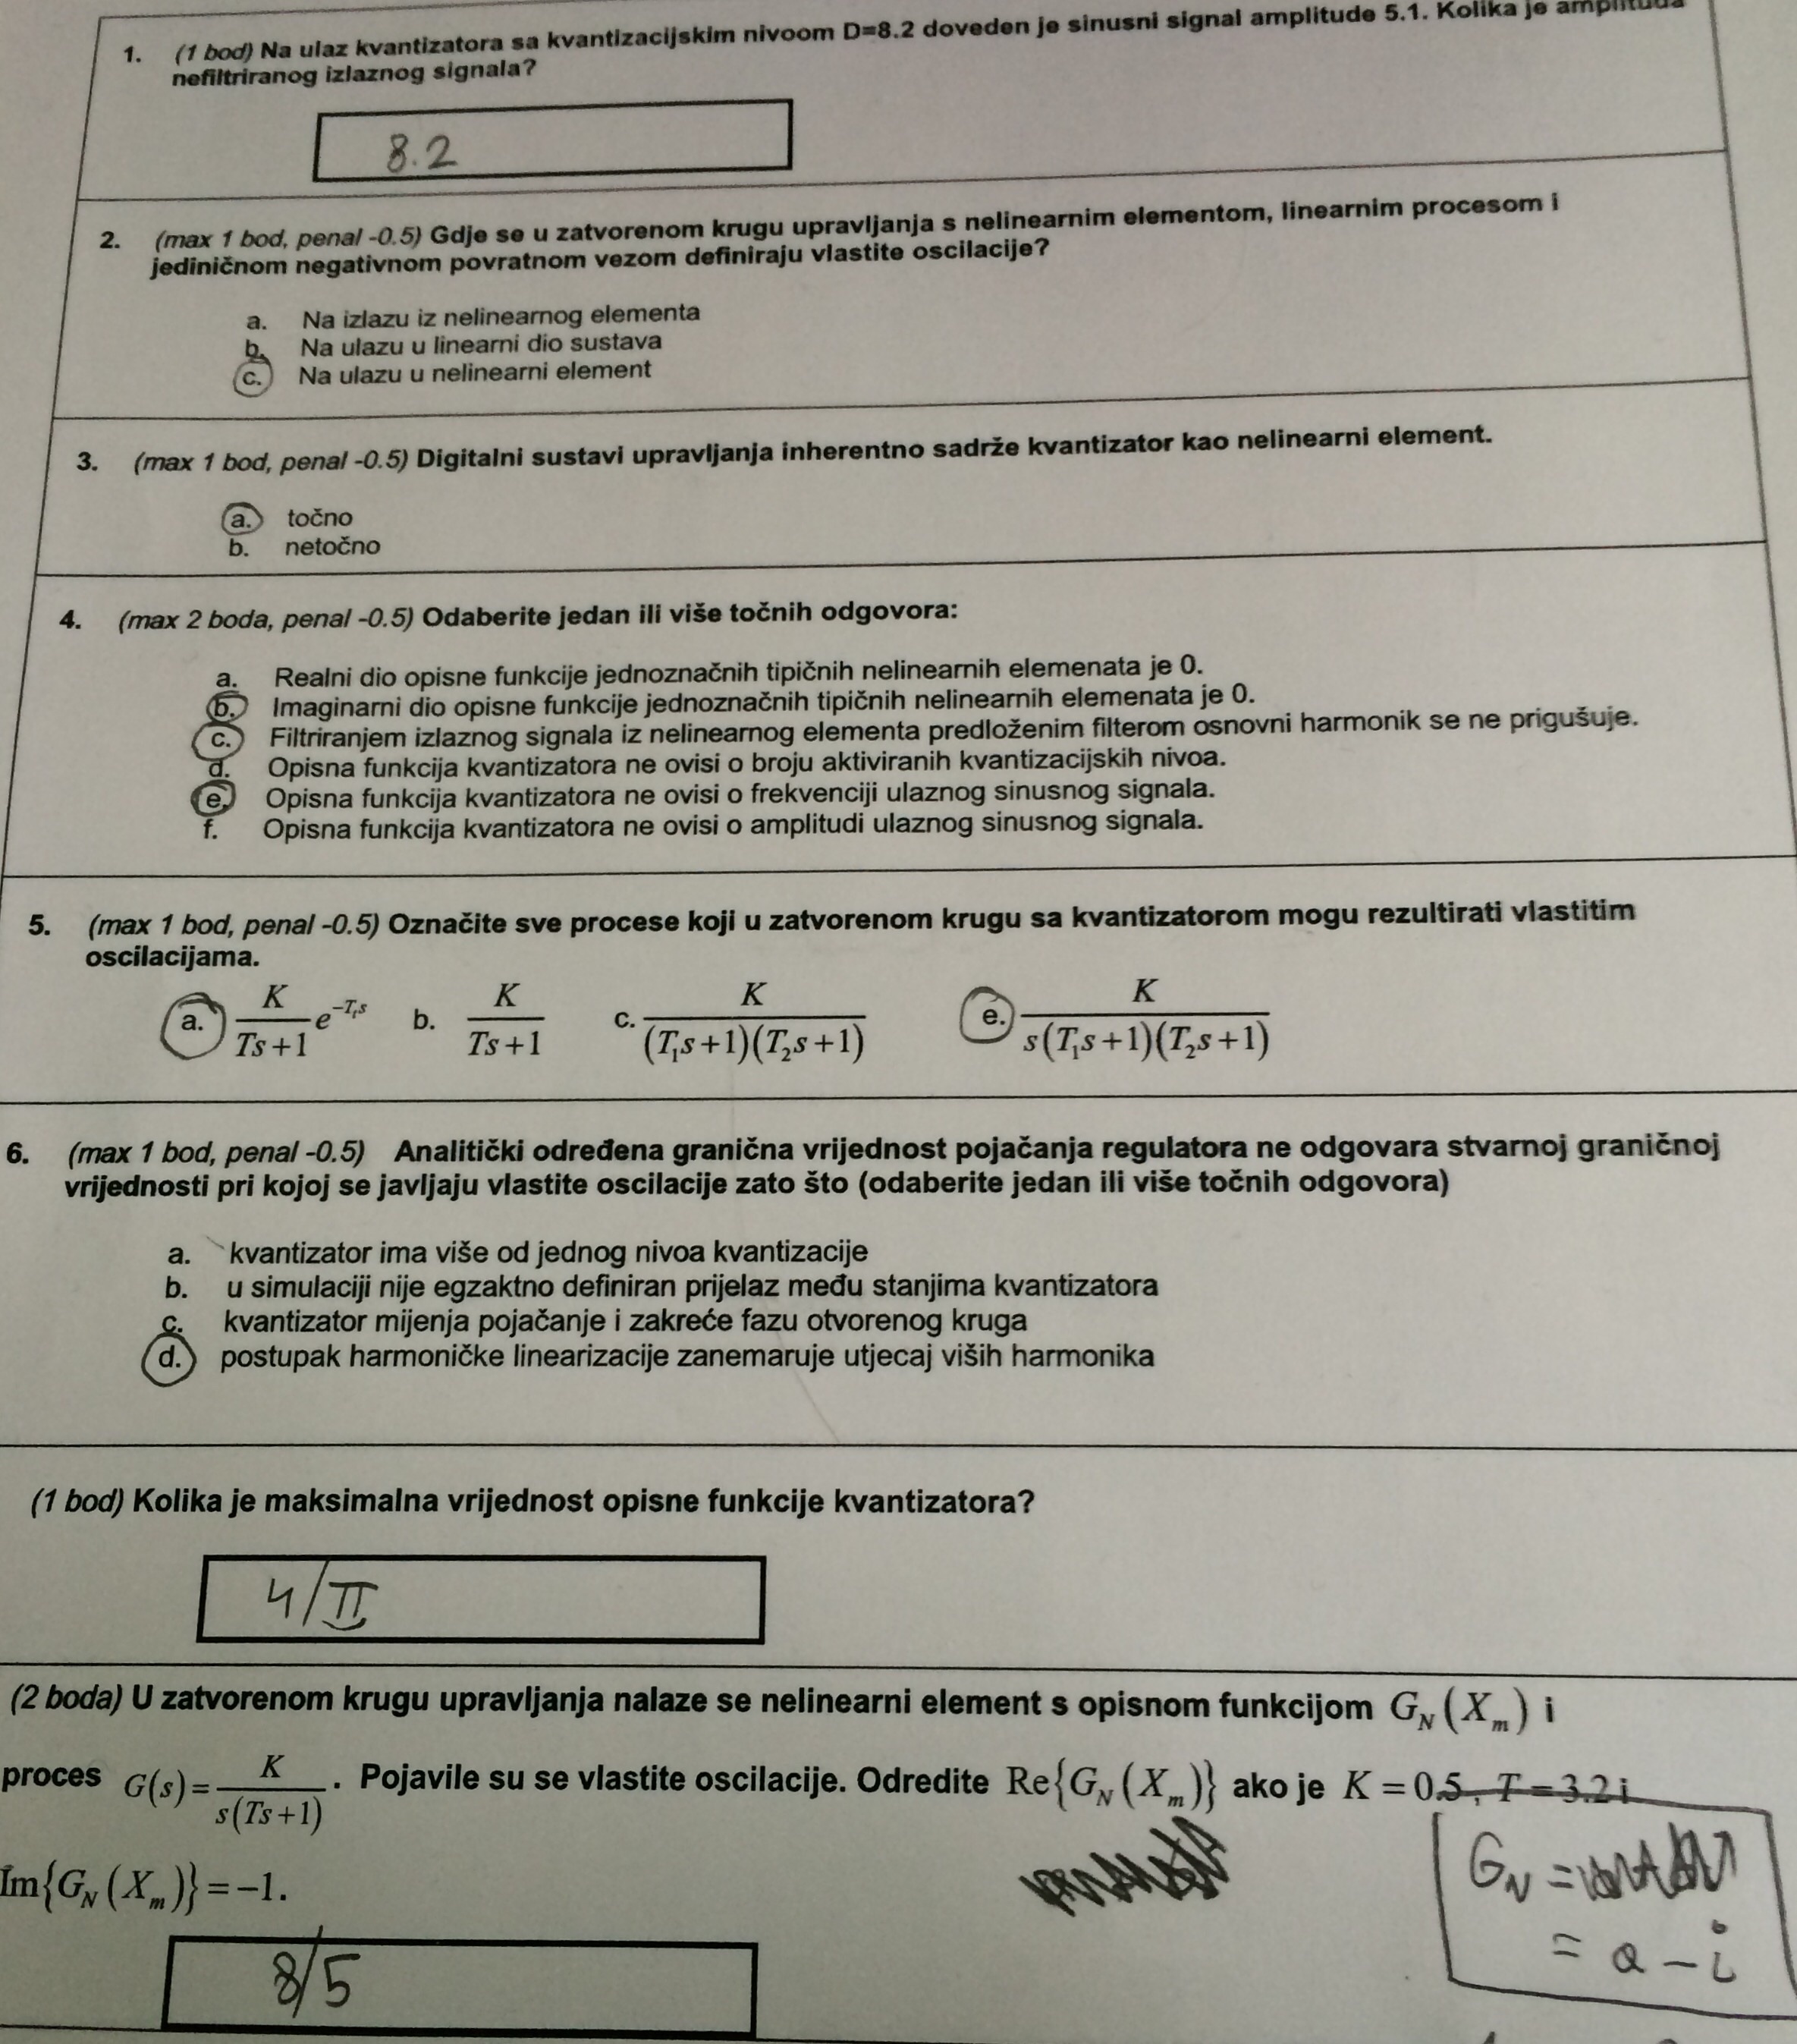 1. (1 bod) Na ulaz kvantizatora sa kvantizacijskim nivoom D=8.2 doveden je sinusni signal amplitude 5.1. Kolika je amplituda
nefiltriranog izlaznog signala?
8.2
2. (max 1 bod, penal -0.5) Gdje se u zatvorenom krugu upravljanja s nelinearnim elementom, linearnim procesom i
jediničnom negativnom povratnom vezom definiraju vlastite oscilacije?
a. Na izlazu iz nelinearnog elementa
b. Na ulazu u linearni dio sustava
c. Na ulazu u nelinearni element
3. (max 1 bod, penal -0.5) Digitalni sustavi upravljanja inherentno sadrže kvantizator kao nelinearni element.
a. točno
b. netočno
4. (max 2 boda, penal -0.5) Odaberite jedan ili više točnih odgovora:
a. Realni dio opisne funkcije jednoznačnih tipičnih nelinearnih elemenata je 0.
b. Imaginarni dio opisne funkcije jednoznačnih tipičnih nelinearnih elemenata je 0.
c. Filtriranjem izlaznog signala iz nelinearnog elementa predloženim filterom osnovni harmonik se ne prigušuje.
d. Opisna funkcija kvantizatora ne ovisi o broju aktiviranih kvantizacijskih nivoa.
e. Opisna funkcija kvantizatora ne ovisi o frekvenciji ulaznog sinusnog signala.
f. Opisna funkcija kvantizatora ne ovisi o amplitudi ulaznog sinusnog signala.
5. (max 1 bod, penal -0.5) Označite sve procese koji u zatvorenom krugu sa kvantizatorom mogu rezultirati vlastitim
oscilacijama.
a. K/(Ts+1) e^(-T_t s) b. K/(Ts+1) c. K/((T₁s+1)(T₂s+1)) e. K/(s(T₁s+1)(T₂s+1))
6. (max 1 bod, penal -0.5) Analitički određena granična vrijednost pojačanja regulatora ne odgovara stvarnoj graničnoj
vrijednosti pri kojoj se javljaju vlastite oscilacije zato što (odaberite jedan ili više točnih odgovora)
a. kvantizator ima više od jednog nivoa kvantizacije
b. u simulaciji nije egzaktno definiran prijelaz među stanjima kvantizatora
c. kvantizator mijenja pojačanje i zakreće fazu otvorenog kruga
d. postupak harmoničke linearizacije zanemaruje utjecaj viših harmonika
(1 bod) Kolika je maksimalna vrijednost opisne funkcije kvantizatora?
4/π
(2 boda) U zatvorenom krugu upravljanja nalaze se nelinearni element s opisnom funkcijom G_N(X_m) i
proces G(s)=K/(s(Ts+1)). Pojavile su se vlastite oscilacije. Odredite Re{G_N(X_m)} ako je K = 0.5, T = 3.2 i
Im{G_N(X_m)} = -1.
G_N =
= a - i
8/5